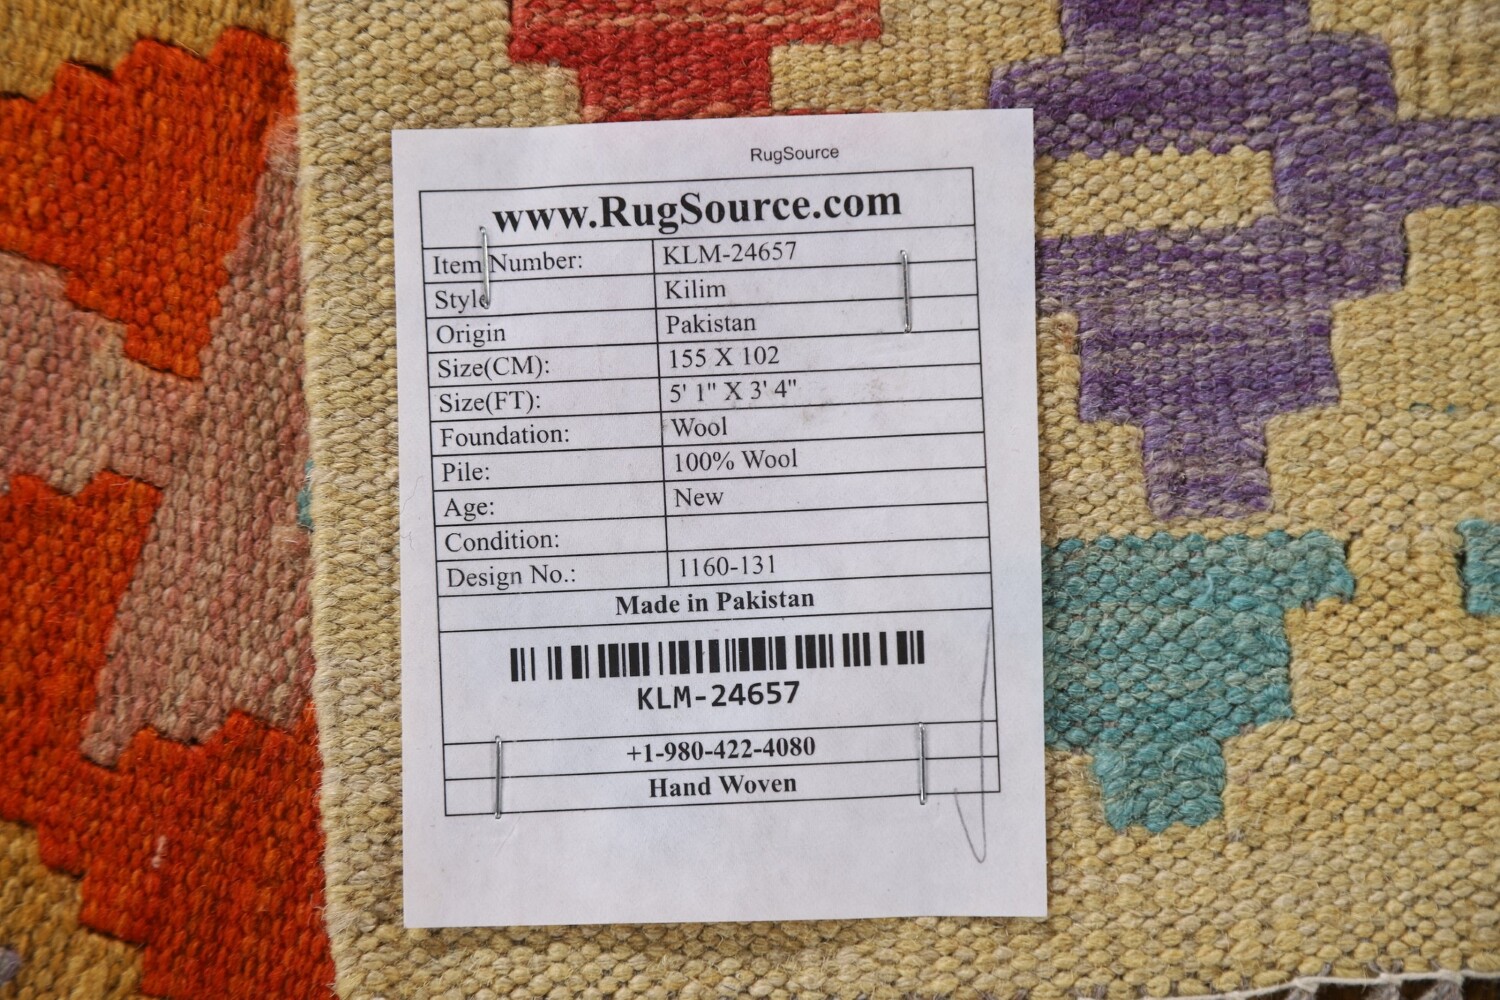 RugSource
www.RugSource.com
Item Number: KLM-24657
Style Kilim
Origin Pakistan
Size(CM): 155 X 102
Size(FT): 5' 1" X 3' 4"
Foundation: Wool
Pile: 100% Wool
Age: New
Condition:
Design No.: 1160-131
Made in Pakistan
KLM-24657
+1-980-422-4080
Hand Woven